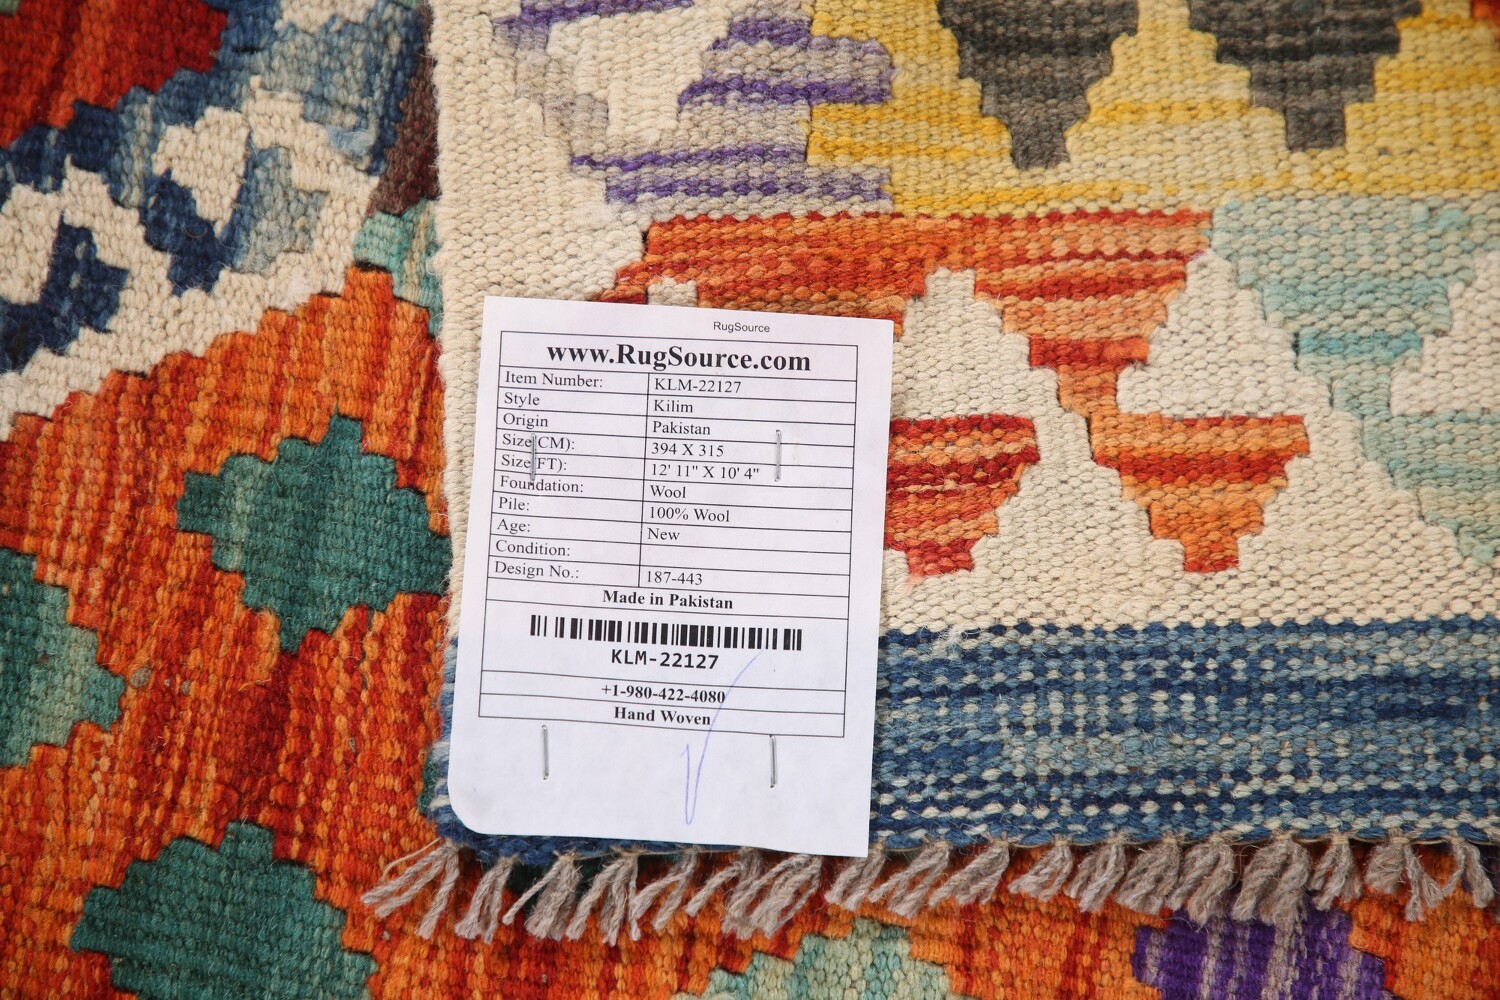 RugSource
www.RugSource.com
Item Number: KLM-22127
Style Kilim
Origin Pakistan
Size(CM): 394 X 315
Size(FT): 12' 11" X 10' 4"
Foundation: Wool
Pile: 100% Wool
Age: New
Condition:
Design No.: 187-443
Made in Pakistan
KLM-22127
+1-980-422-4080
Hand Woven